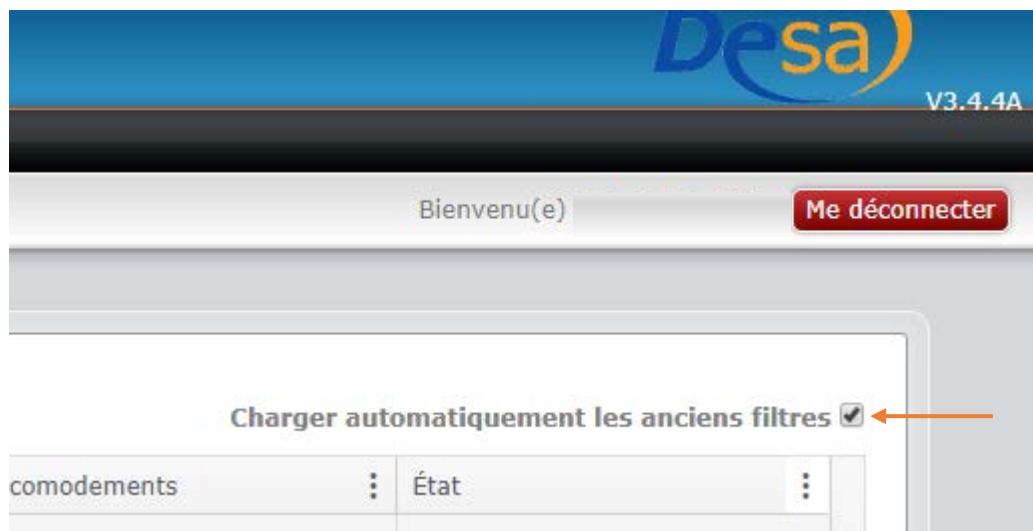 Desa
V3.4.4A
Bienvenu(e)
Me déconnecter
Charger automatiquement les anciens filtres
comodements
État